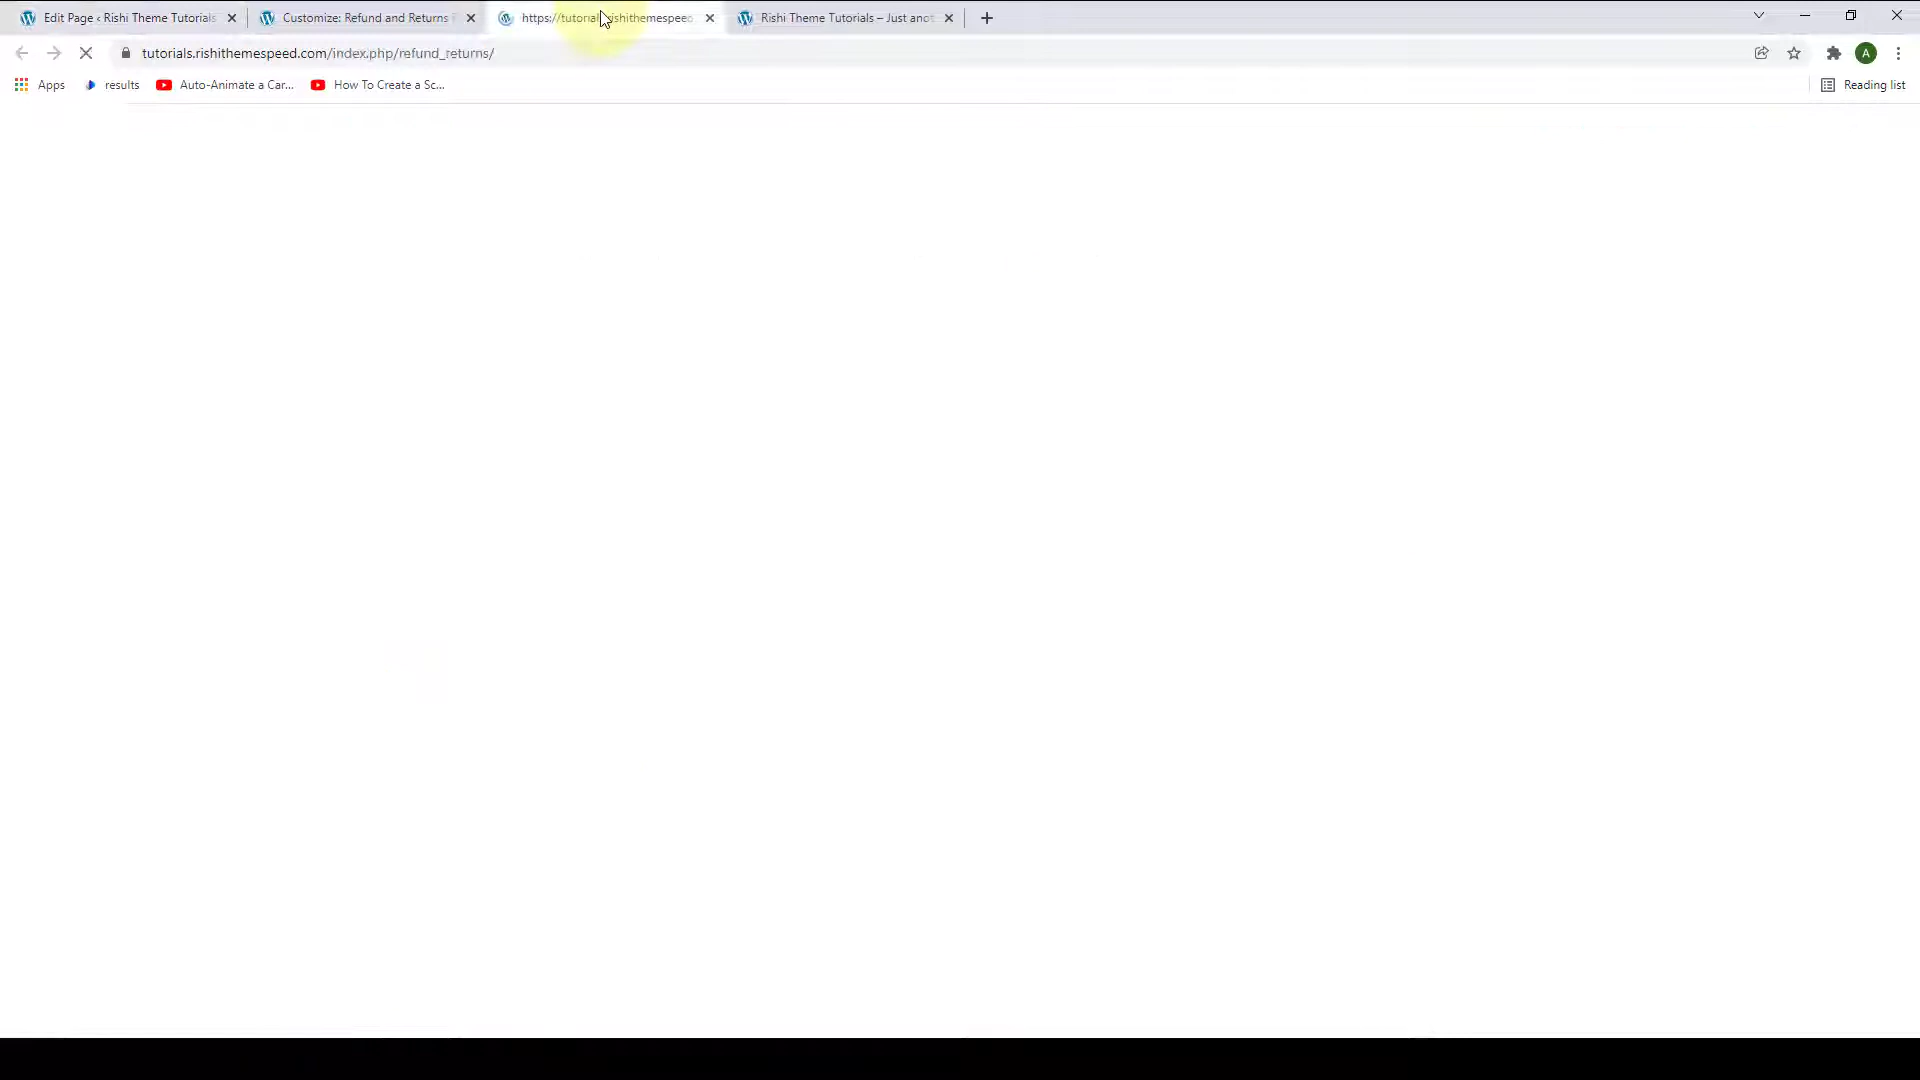 Edit Page ‹ Rishi Theme Tutorials
Customize: Refund and Returns
https://tutorial
Rishi Theme Tutorials – Just anot
tutorials.rishithemespeed.com/index.php/refund_returns/
A
Apps
results
Auto-Animate a Car...
How To Create a Sc...
Reading list